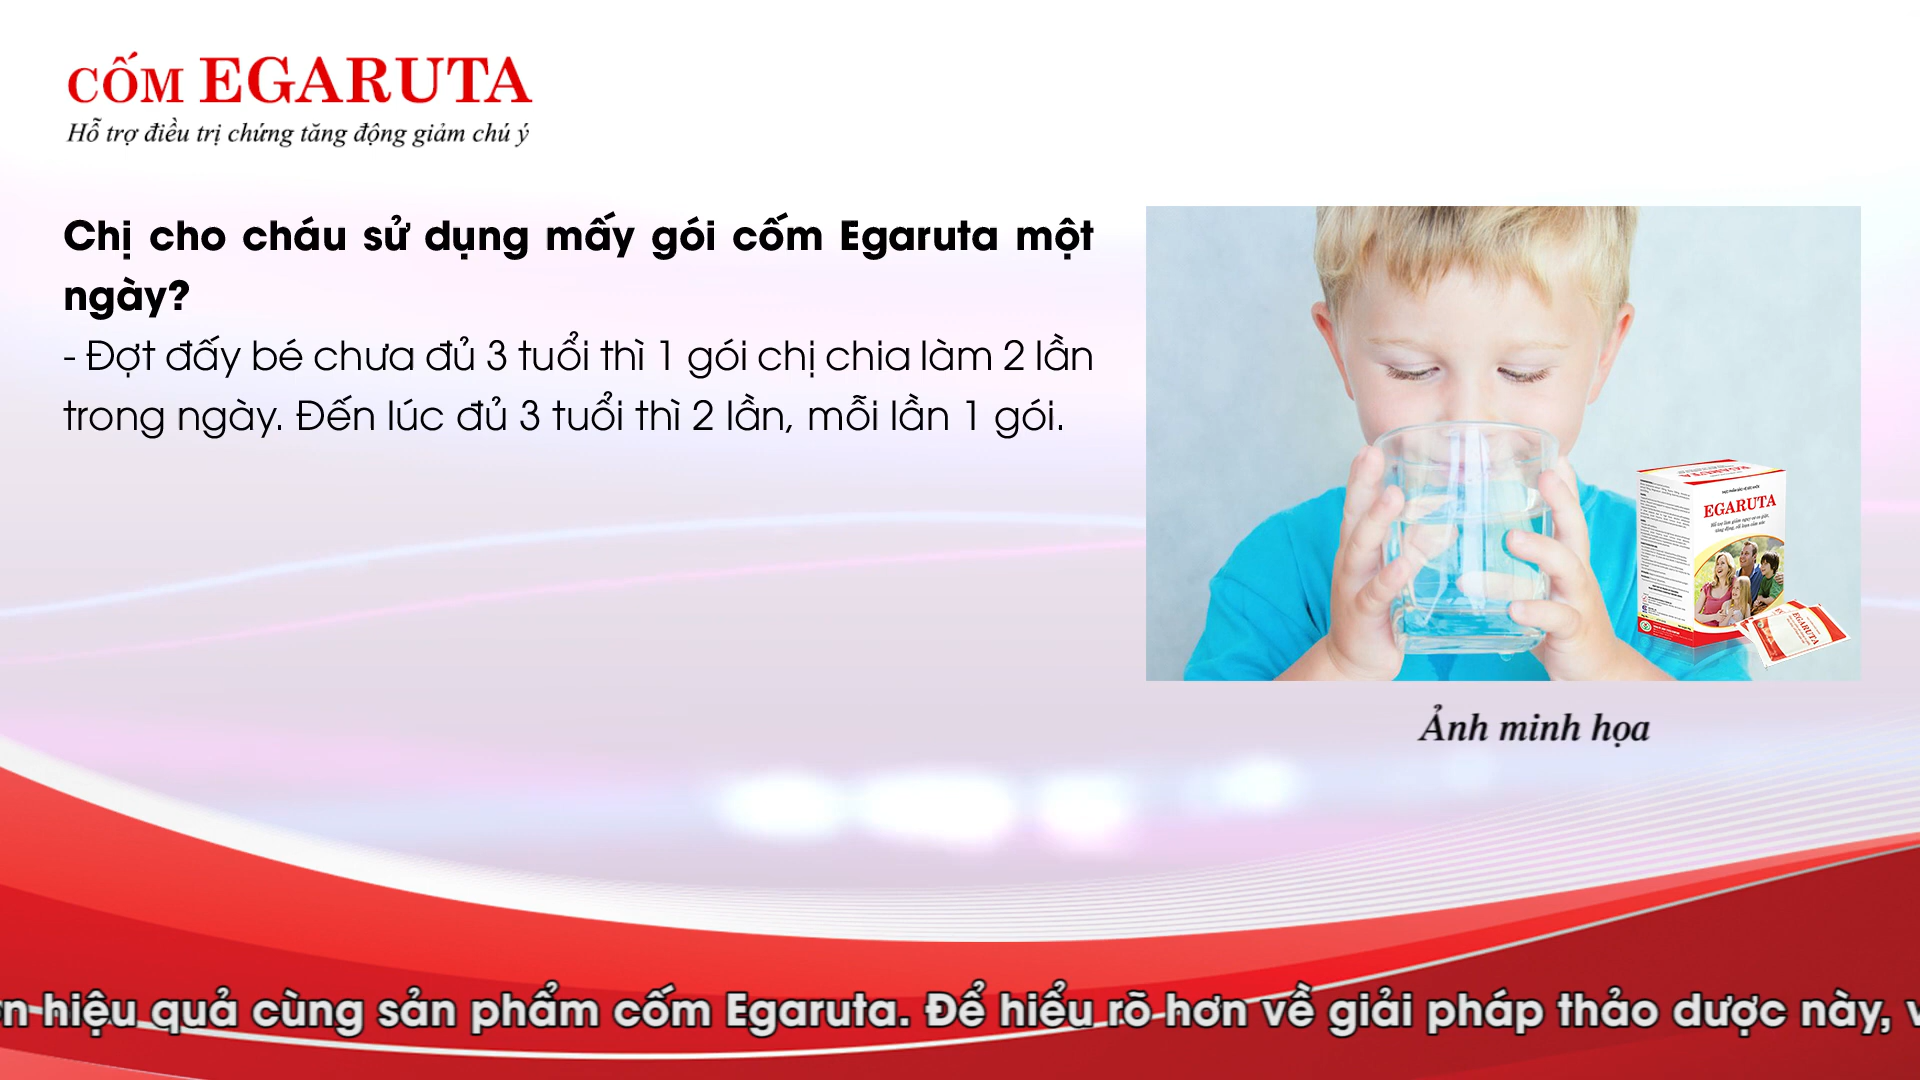 CỐM EGARUTA
Hỗ trợ điều trị chứng tăng động giảm chú ý
Chị cho cháu sử dụng mấy gói cốm Egaruta một
ngày?
- Đợt đấy bé chưa đủ 3 tuổi thì 1 gói chị chia làm 2 lần
trong ngày. Đến lúc đủ 3 tuổi thì 2 lần, mỗi lần 1 gói.
EGARUTA
EGARUTA
EGARUTA
Ảnh minh họa
hiệu quả cùng sản phẩm cốm Egaruta. Để hiểu rõ hơn về giải pháp thảo dược này,